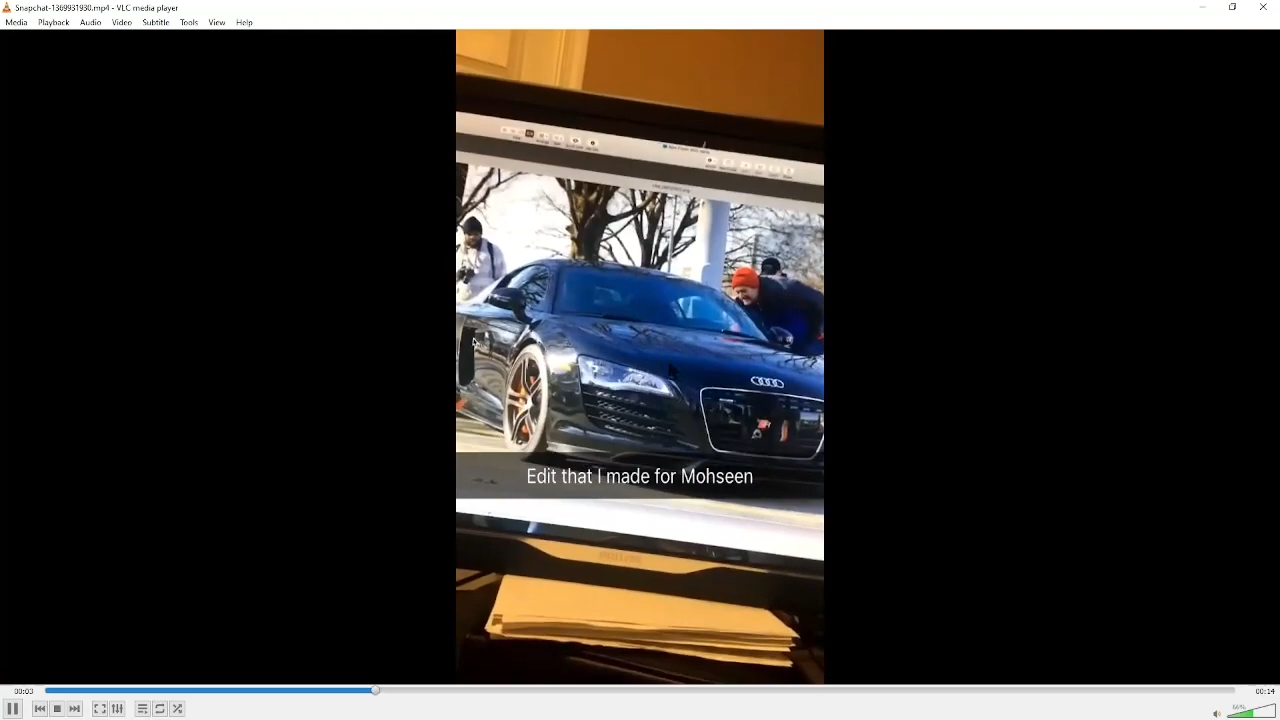 Snapchat-1369931930.mp4 - VLC media player
Media Playback Audio Video Subtitle Tools View Help
Edit that I made for Mohseen
00:03
00:14
66%